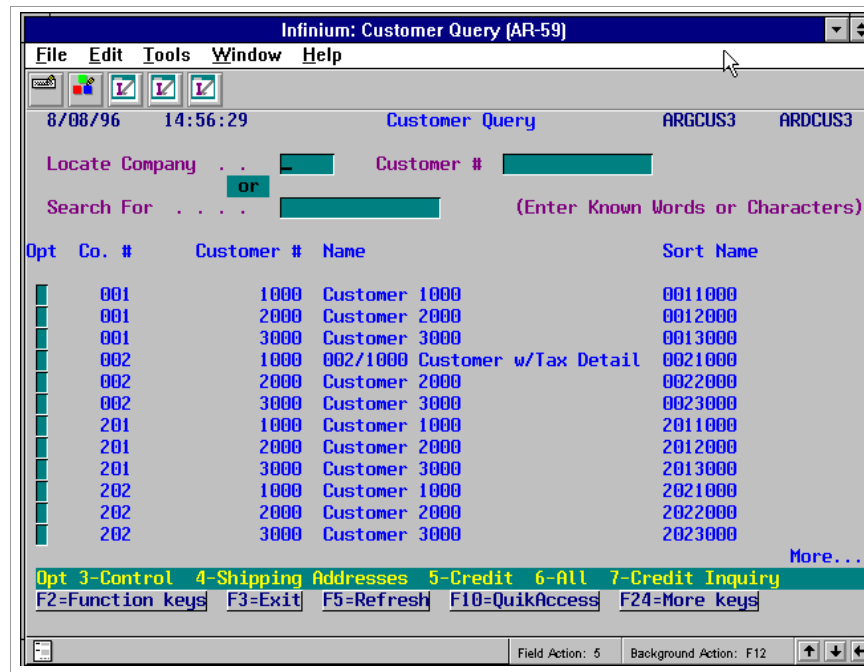 Infinium: Customer Query (AR-59)
File Edit Tools Window Help
8/08/96 14:56:29 Customer Query ARGCUS3 ARDCUS3
Locate Company . . Customer #
or
Search For . . . . (Enter Known Words or Characters)
Opt Co. # Customer # Name Sort Name
001 1000 Customer 1000 0011000
001 2000 Customer 2000 0012000
001 3000 Customer 3000 0013000
002 1000 002/1000 Customer w/Tax Detail 0021000
002 2000 Customer 2000 0022000
002 3000 Customer 3000 0023000
201 1000 Customer 1000 2011000
201 2000 Customer 2000 2012000
201 3000 Customer 3000 2013000
202 1000 Customer 1000 2021000
202 2000 Customer 2000 2022000
202 3000 Customer 3000 2023000
More...
Opt 3-Control 4-Shipping Addresses 5-Credit 6-All 7-Credit Inquiry
F2=Function keys F3=Exit F5=Refresh F10=QuikAccess F24=More keys
Field Action: 5 Background Action: F12